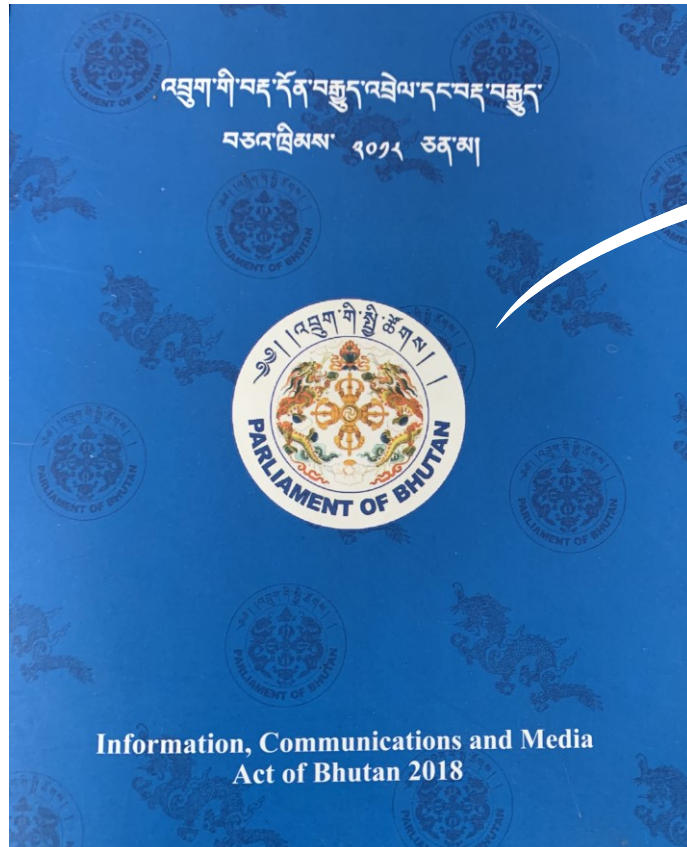 འབྲུག་གི་བརྡ་དོན་བརྒྱུད་འབྲེལ་དང་བརྡ་བརྒྱུད་
བཅའ་ཁྲིམས་ ༢༠༡༨ ཅན་མ།
༄༅། །འབྲུག་གི་སྤྱི་ཚོགས། །
PARLIAMENT OF BHUTAN
Information, Communications and Media
Act of Bhutan 2018